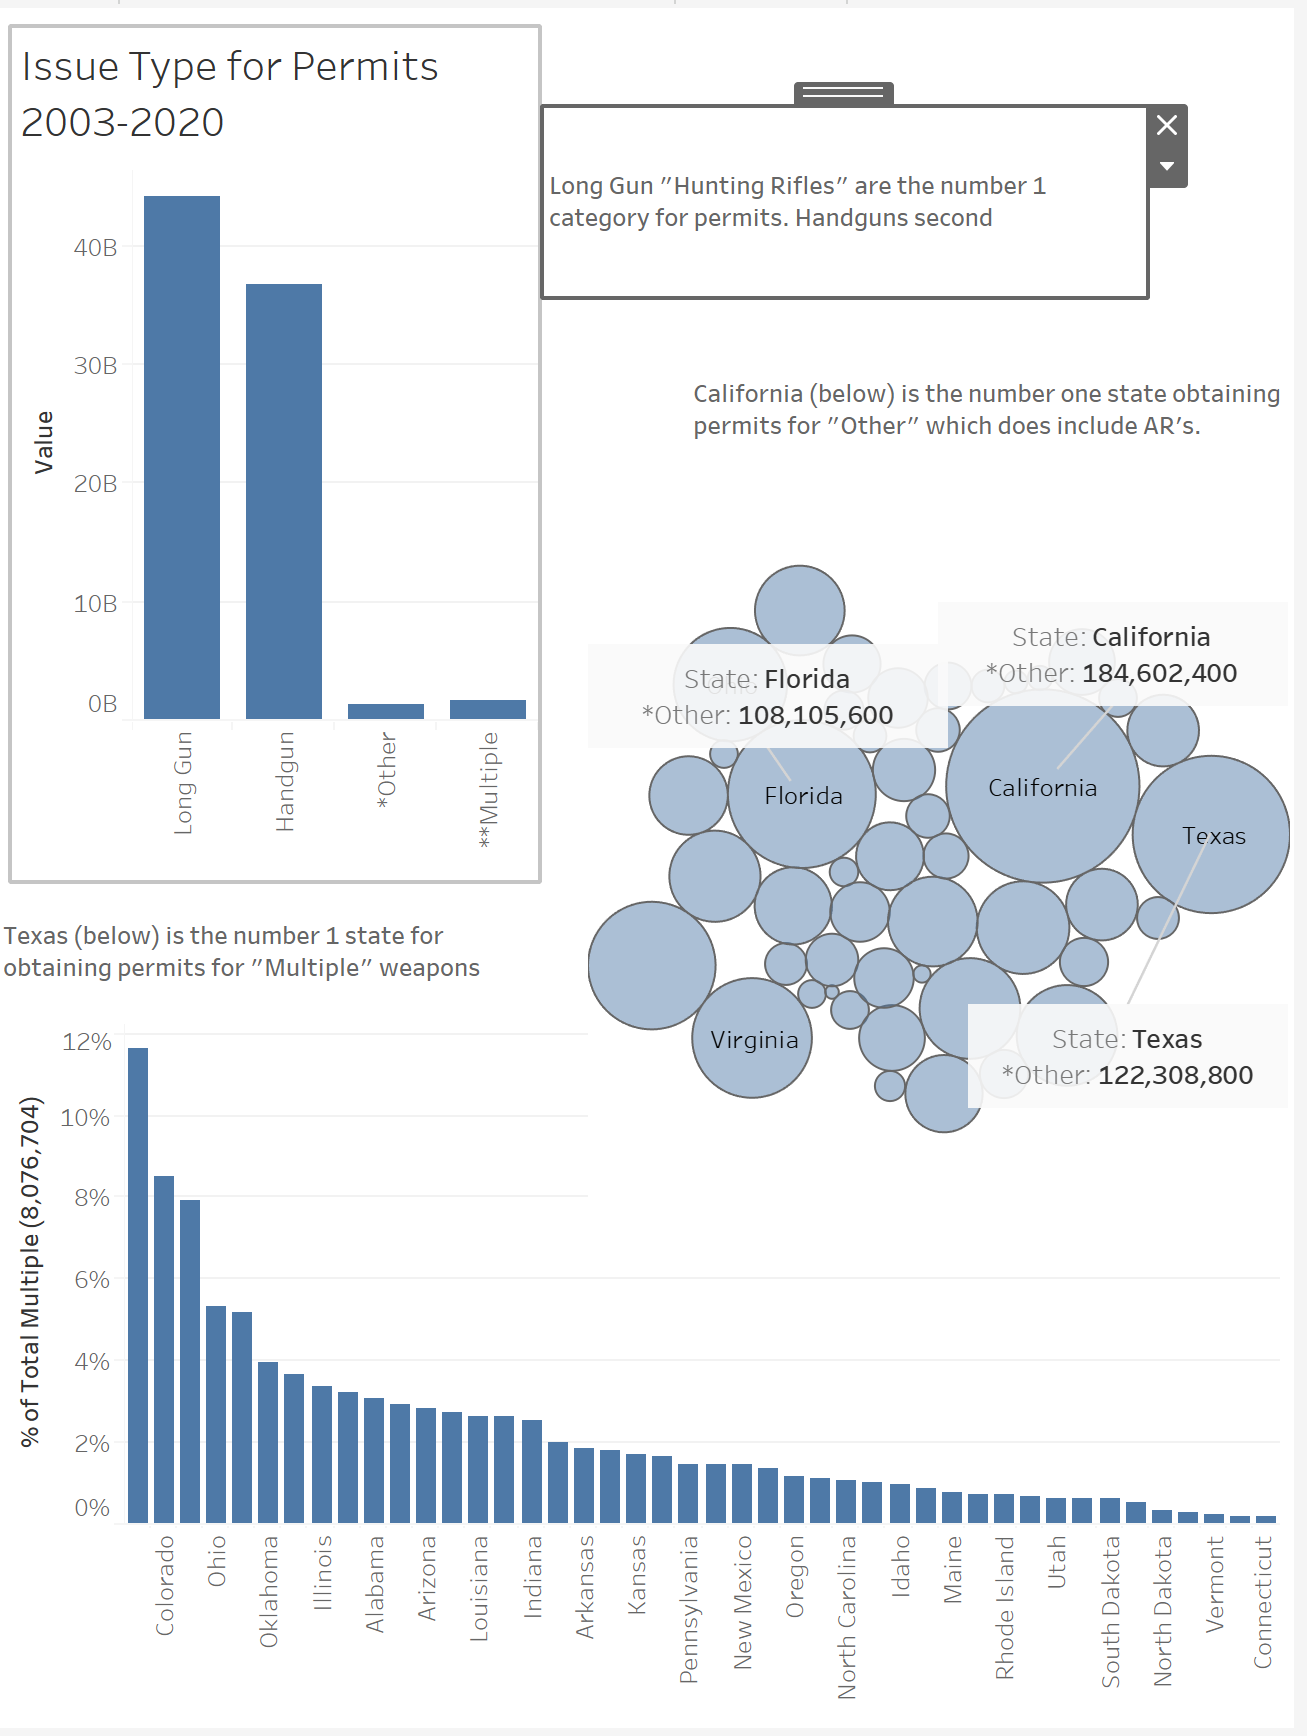 Issue Type for Permits
2003-2020
Long Gun "Hunting Rifles" are the number 1
category for permits. Handguns second
40B
30B
20B
10B
0B
Value
Long Gun
Handgun
*Other
**Multiple
California (below) is the number one state obtaining
permits for "Other" which does include AR's.
State: California
*Other: 184,602,400
Ohio
State: Florida
*Other: 108,105,600
Florida
California
Texas
Virginia
State: Texas
*Other: 122,308,800
Texas (below) is the number 1 state for
obtaining permits for "Multiple" weapons
12%
10%
8%
6%
4%
2%
0%
% of Total Multiple (8,076,704)
Colorado
Ohio
Oklahoma
Illinois
Alabama
Arizona
Louisiana
Indiana
Arkansas
Kansas
Pennsylvania
New Mexico
Oregon
North Carolina
Idaho
Maine
Rhode Island
Utah
South Dakota
North Dakota
Vermont
Connecticut